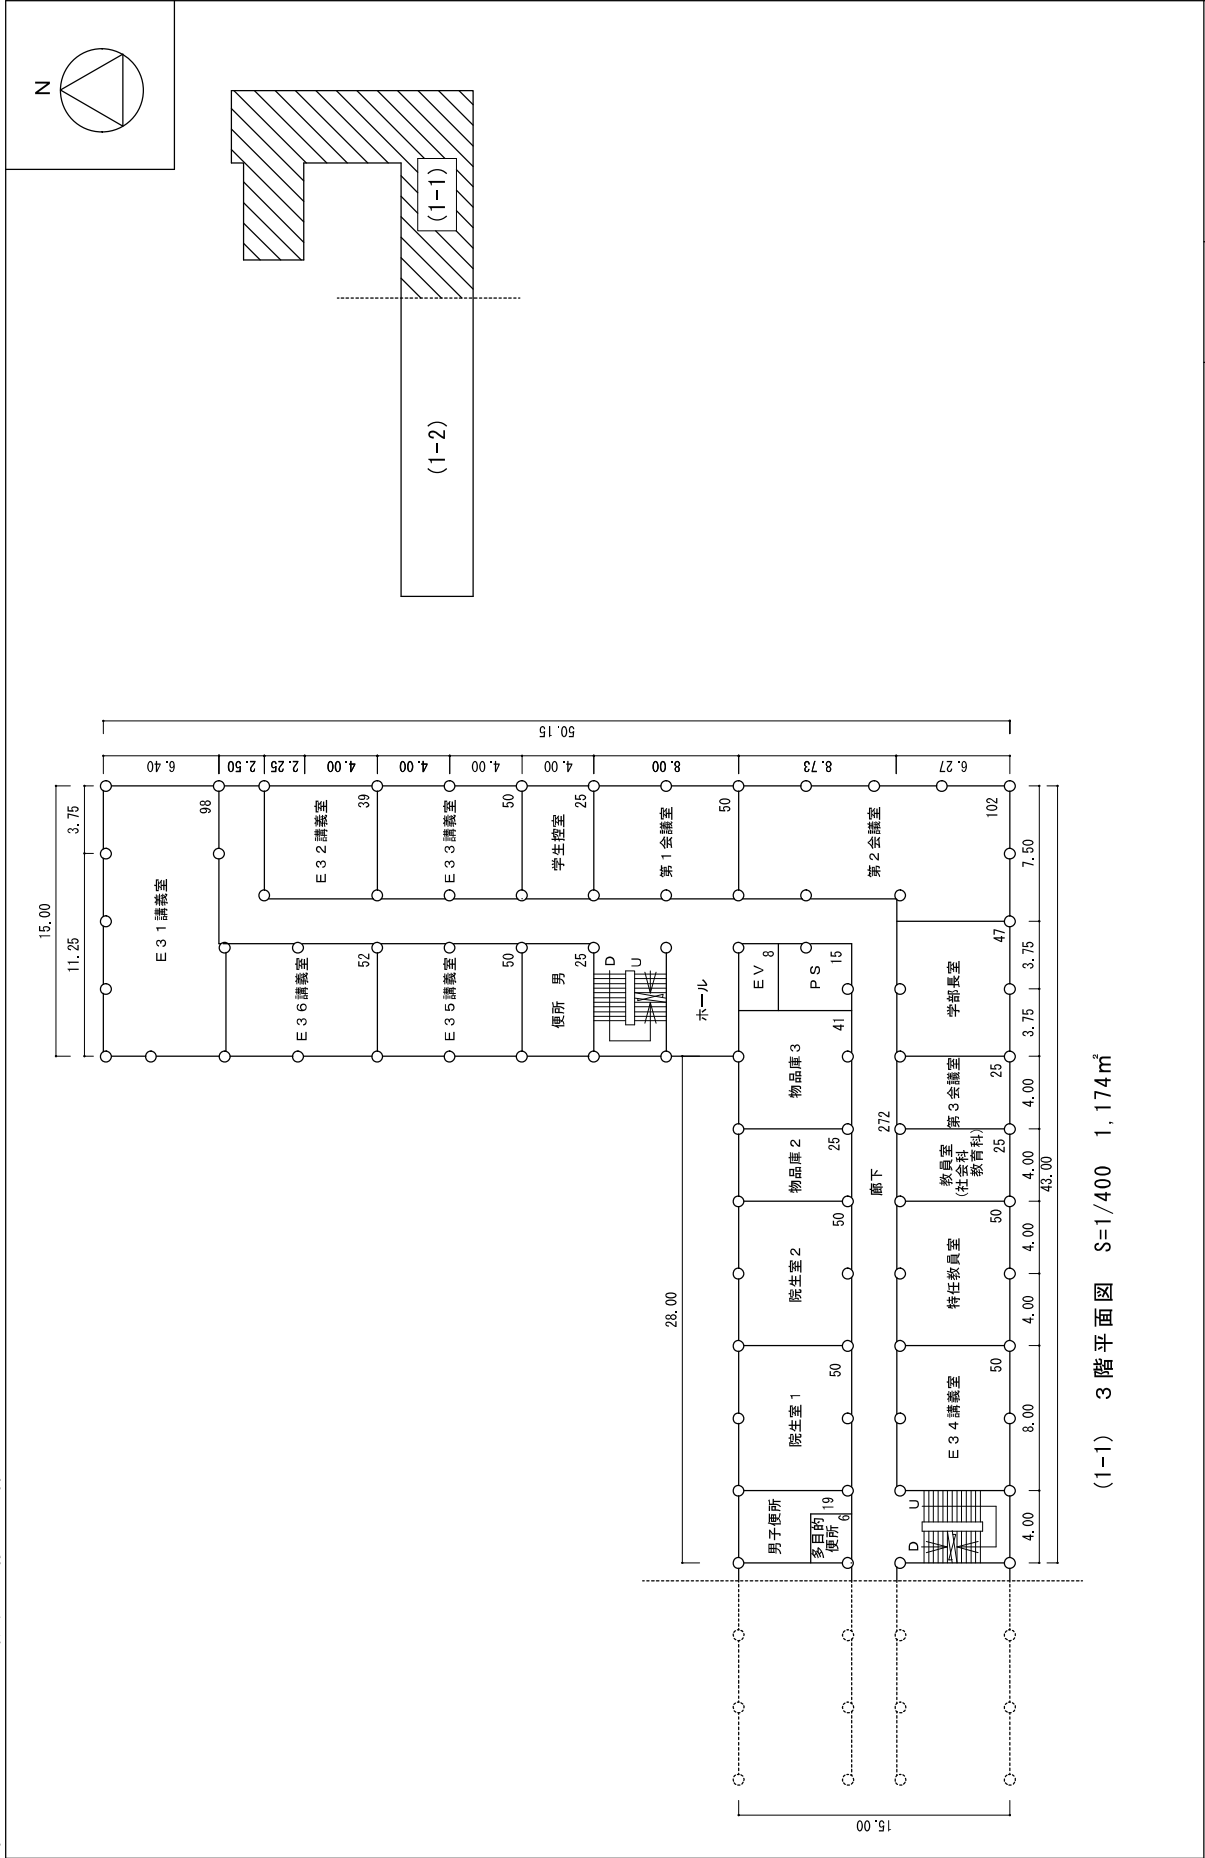 N
(1-1)
(1-2)
50.15
6.40
2.50
2.25
4.00
4.00
4.00
4.00
8.00
8.73
6.27
15.00
3.75
11.25
E31講義室
98
E32講義室
39
E33講義室
50
学生控室
25
第1会議室
50
第2会議室
102
E36講義室
52
E35講義室
50
便所 男
25
D
U
ホール
EV
8
PS
15
物品庫3
41
物品庫2
25
院生室2
50
院生室1
50
男子便所
19
多目的
便所
6
廊下
272
学部長室
47
第3会議室
25
教員室
(社会科
教育科)
25
特任教員室
50
E34講義室
50
U
D
28.00
7.50
3.75
3.75
4.00
4.00
4.00
4.00
8.00
4.00
43.00
15.00
(1-1) 3階平面図 S=1/400 1,174㎡